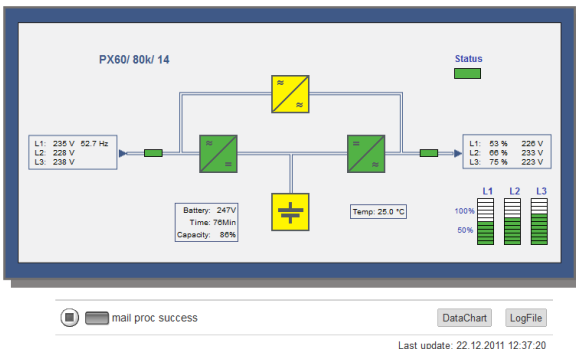 PX60/ 80k/ 14
Status
L1: 235 V 52.7 Hz
L2: 228 V
L3: 238 V
L1: 53 % 226 V
L2: 66 % 233 V
L3: 75 % 223 V
L1 L2 L3
100%
50%
Battery: 247V
Time: 76Min
Capacity: 86%
Temp: 25.0 °C
mail proc success
DataChart
LogFile
Last update: 22.12.2011 12:37:20